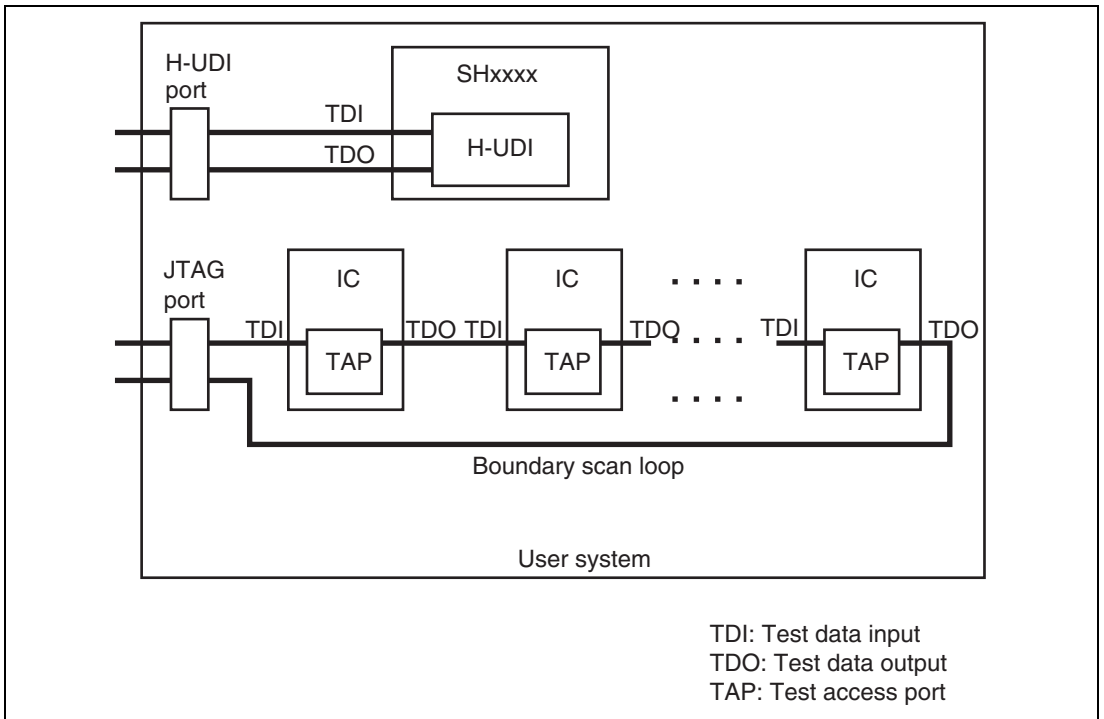 H-UDI
port
SHxxxx
TDI
H-UDI
TDO
JTAG
port
IC
IC
. . . .
IC
TDI
TDO
TDI
TDO
. . . .
TDI
TDO
TAP
TAP
TAP
. . . .
Boundary scan loop
User system
TDI: Test data input
TDO: Test data output
TAP: Test access port